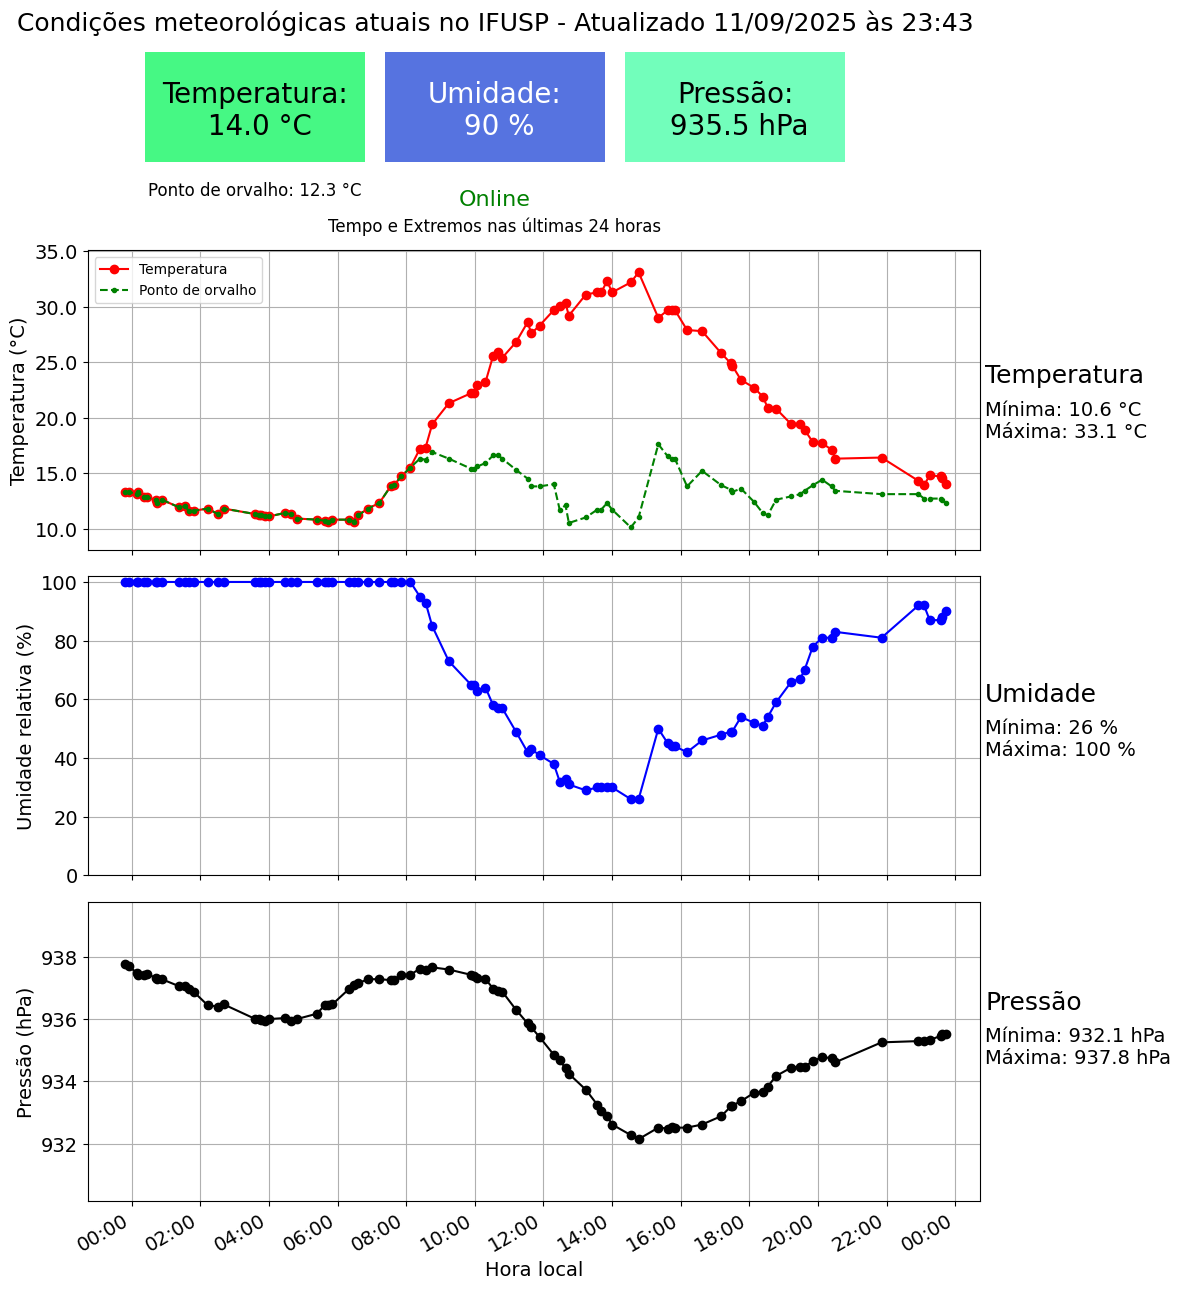 Condições meteorológicas atuais no IFUSP - Atualizado 11/09/2025 às 23:43
Temperatura:
14.0 °C
Umidade:
90 %
Pressão:
935.5 hPa
Ponto de orvalho: 12.3 °C
Online
Tempo e Extremos nas últimas 24 horas
Temperatura (°C)
35.0
30.0
25.0
20.0
15.0
10.0
Temperatura
Ponto de orvalho
Temperatura
Mínima: 10.6 °C
Máxima: 33.1 °C
Umidade relativa (%)
100
80
60
40
20
0
Umidade
Mínima: 26 %
Máxima: 100 %
Pressão (hPa)
938
936
934
932
Pressão
Mínima: 932.1 hPa
Máxima: 937.8 hPa
00:00 02:00 04:00 06:00 08:00 10:00 12:00 14:00 16:00 18:00 20:00 22:00 00:00
Hora local